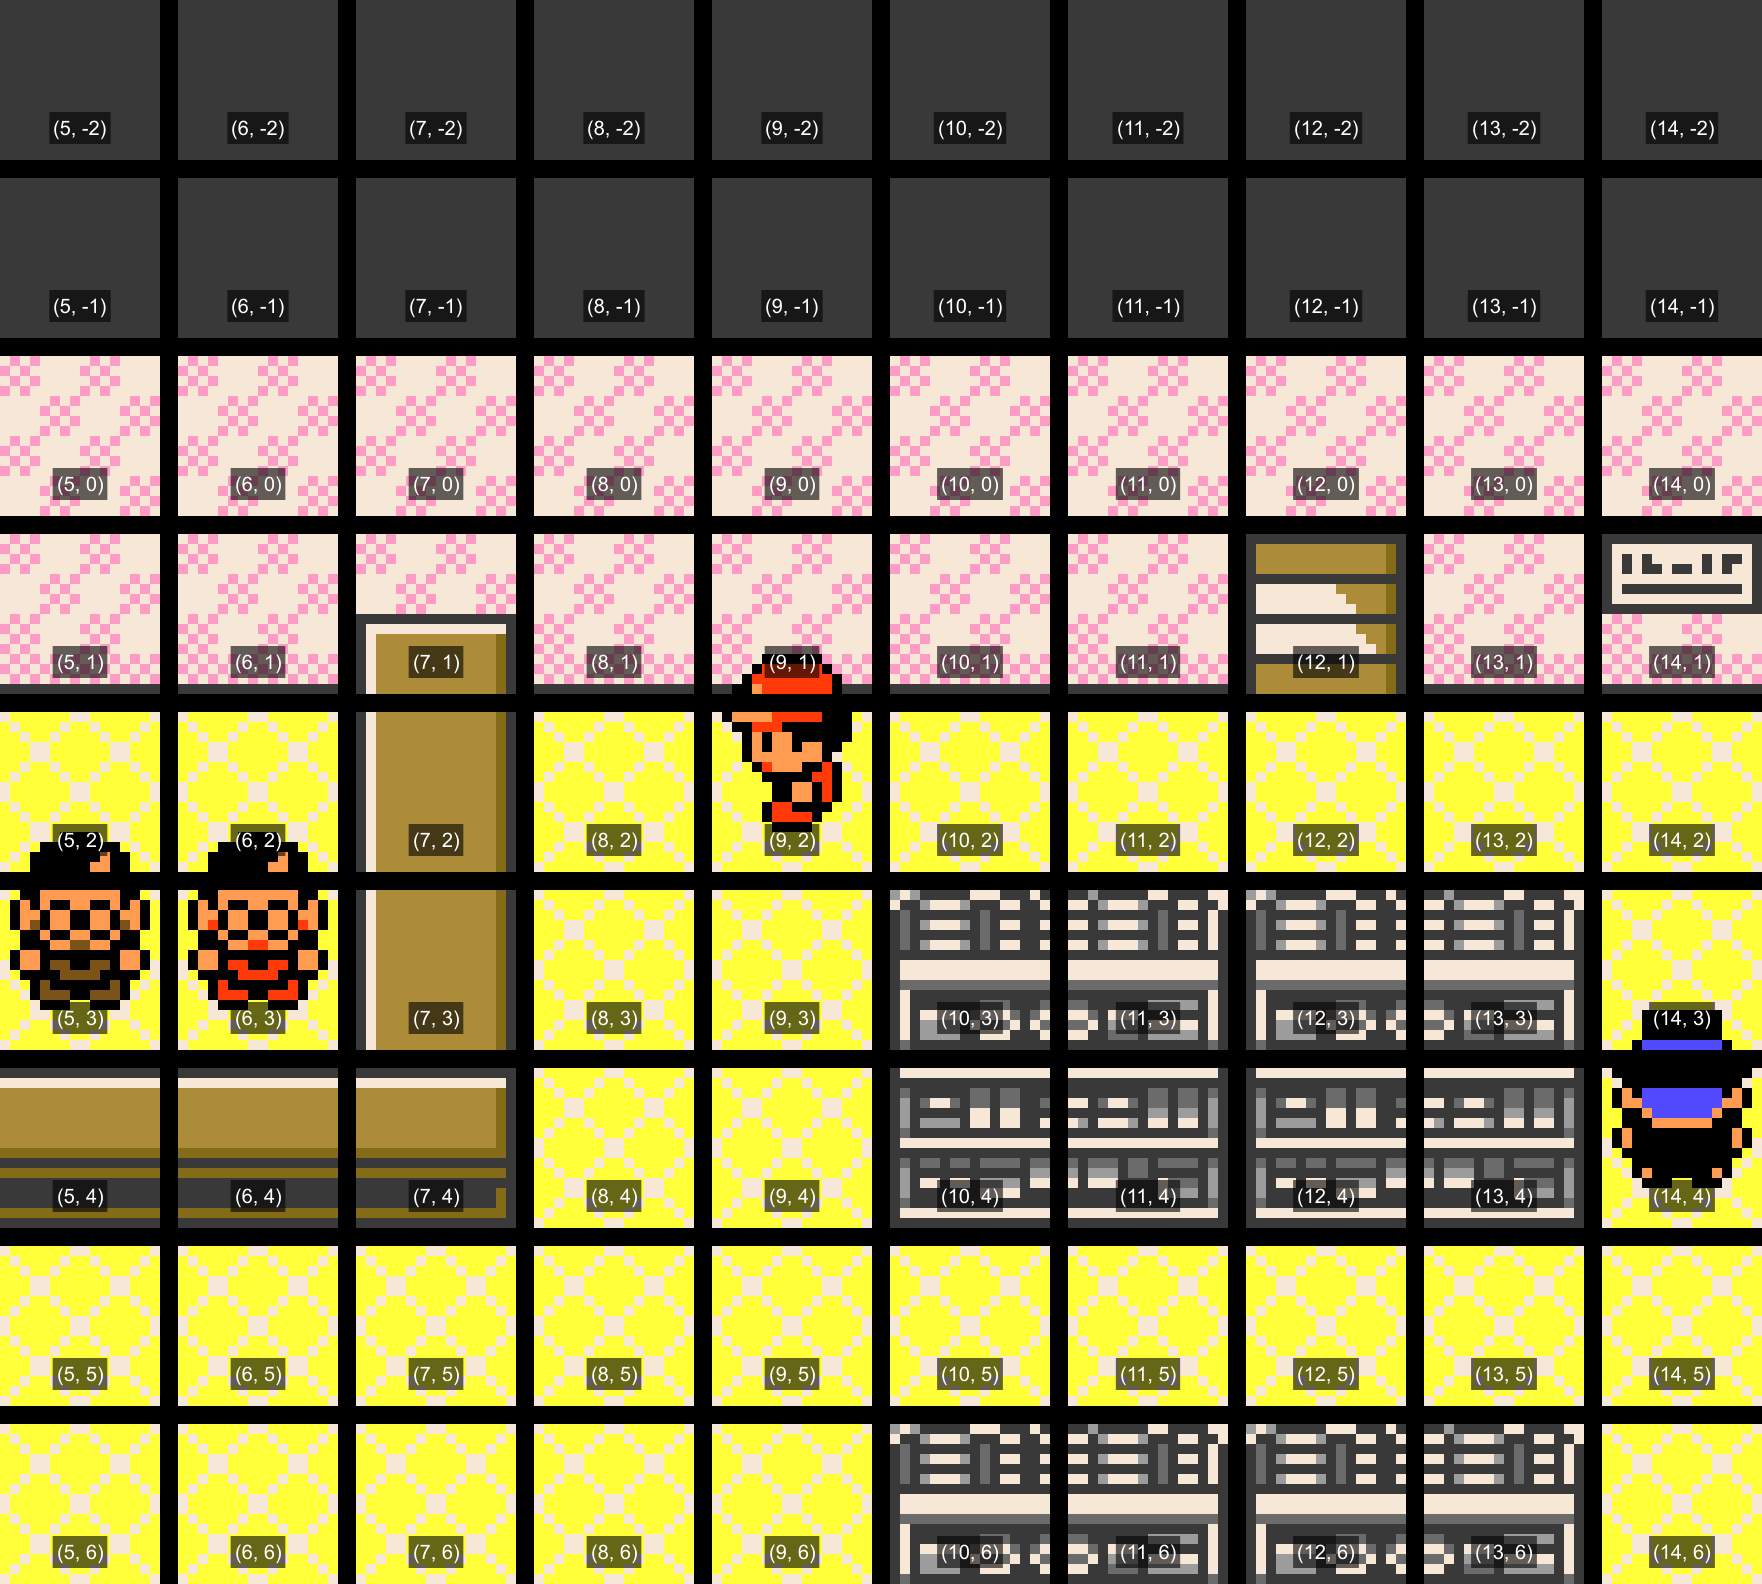 (5, -2) (6, -2) (7, -2) (8, -2) (9, -2) (10, -2) (11, -2) (12, -2) (13, -2) (14, -2)
(5, -1) (6, -1) (7, -1) (8, -1) (9, -1) (10, -1) (11, -1) (12, -1) (13, -1) (14, -1)
(5, 0) (6, 0) (7, 0) (8, 0) (9, 0) (10, 0) (11, 0) (12, 0) (13, 0) (14, 0)
(5, 1) (6, 1) (7, 1) (8, 1) (9, 1) (10, 1) (11, 1) (12, 1) (13, 1) (14, 1)
(5, 2) (6, 2) (7, 2) (8, 2) (9, 2) (10, 2) (11, 2) (12, 2) (13, 2) (14, 2)
(5, 3) (6, 3) (7, 3) (8, 3) (9, 3) (10, 3) (11, 3) (12, 3) (13, 3) (14, 3)
(5, 4) (6, 4) (7, 4) (8, 4) (9, 4) (10, 4) (11, 4) (12, 4) (13, 4) (14, 4)
(5, 5) (6, 5) (7, 5) (8, 5) (9, 5) (10, 5) (11, 5) (12, 5) (13, 5) (14, 5)
(5, 6) (6, 6) (7, 6) (8, 6) (9, 6) (10, 6) (11, 6) (12, 6) (13, 6) (14, 6)